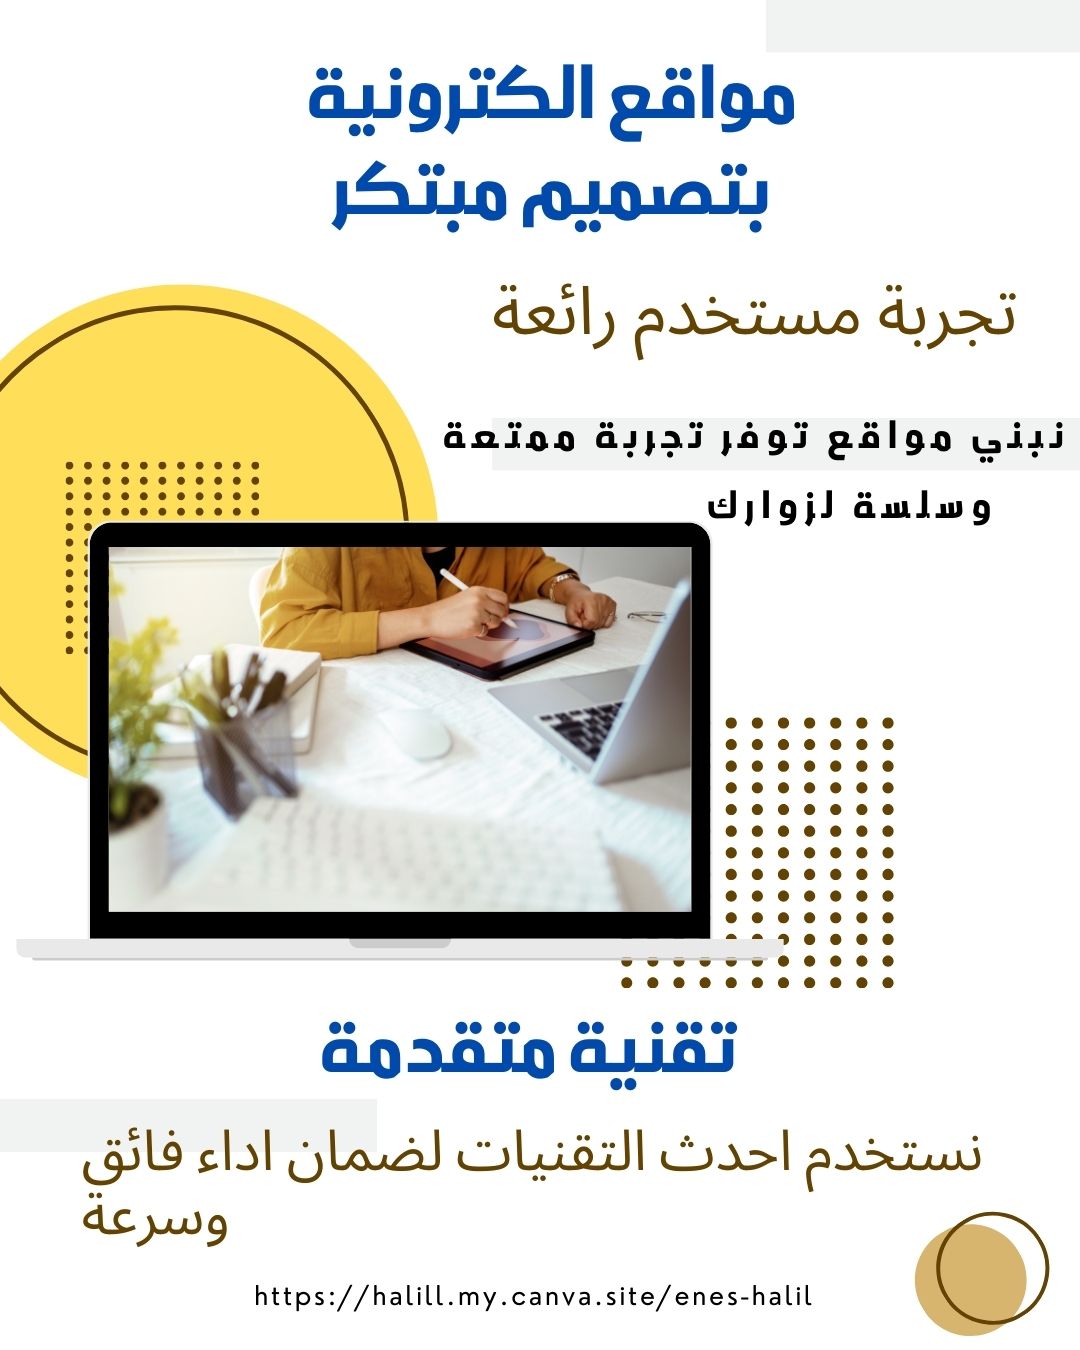 مواقع الكترونية
بتصميم مبتكر
تجربة مستخدم رائعة
نبني مواقع توفر تجربة ممتعة
وسلسة لزوارك
تقنية متقدمة
نستخدم احدث التقنيات لضمان اداء فائق
وسرعة
https://halill.my.canva.site/enes-halil